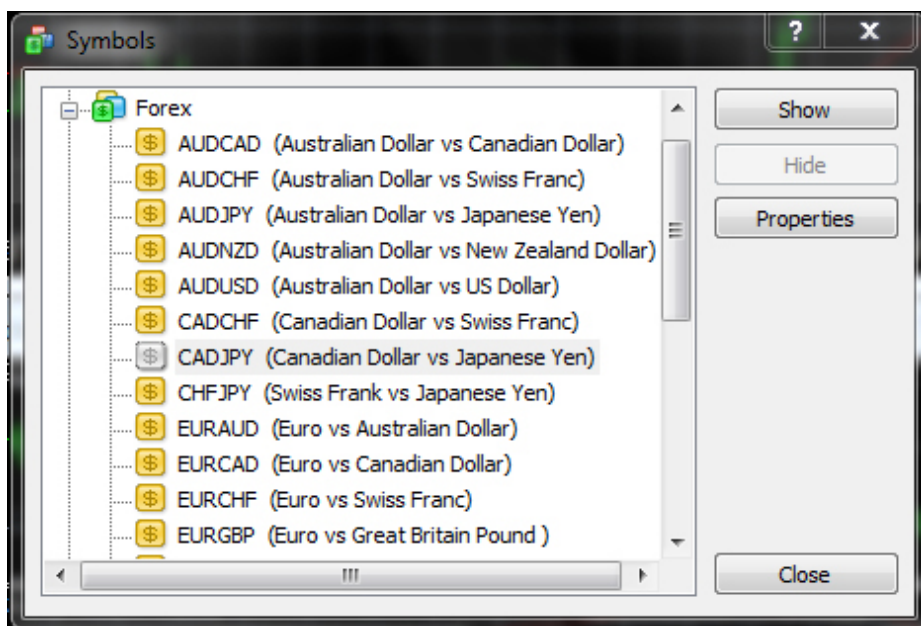 Symbols
Forex
AUDCAD (Australian Dollar vs Canadian Dollar)
AUDCHF (Australian Dollar vs Swiss Franc)
AUDJPY (Australian Dollar vs Japanese Yen)
AUDNZD (Australian Dollar vs New Zealand Dollar)
AUDUSD (Australian Dollar vs US Dollar)
CADCHF (Canadian Dollar vs Swiss Franc)
CADJPY (Canadian Dollar vs Japanese Yen)
CHFJPY (Swiss Frank vs Japanese Yen)
EURAUD (Euro vs Australian Dollar)
EURCAD (Euro vs Canadian Dollar)
EURCHF (Euro vs Swiss Franc)
EURGBP (Euro vs Great Britain Pound )
Show
Hide
Properties
Close